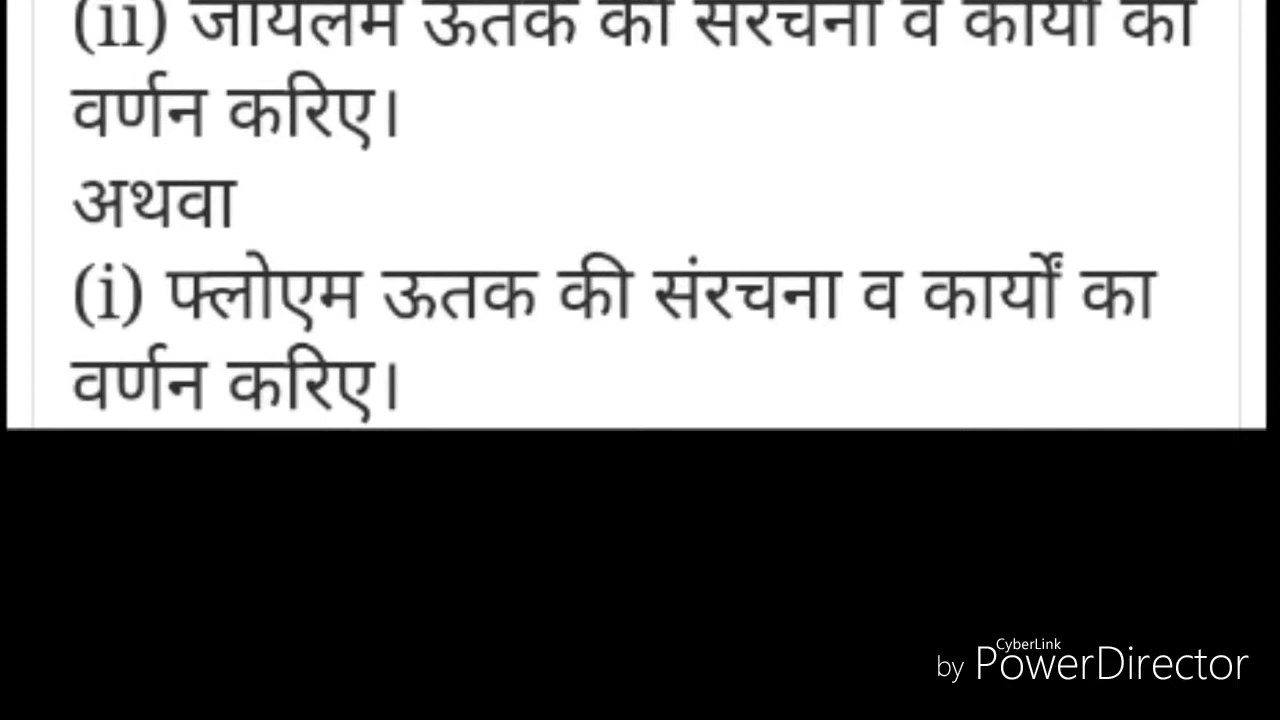 (ii) जायलम ऊतक की संरचना व कार्यों का
वर्णन करिए।
अथवा
(i) फ्लोएम ऊतक की संरचना व कार्यों का
वर्णन करिए।
CyberLink
by PowerDirector